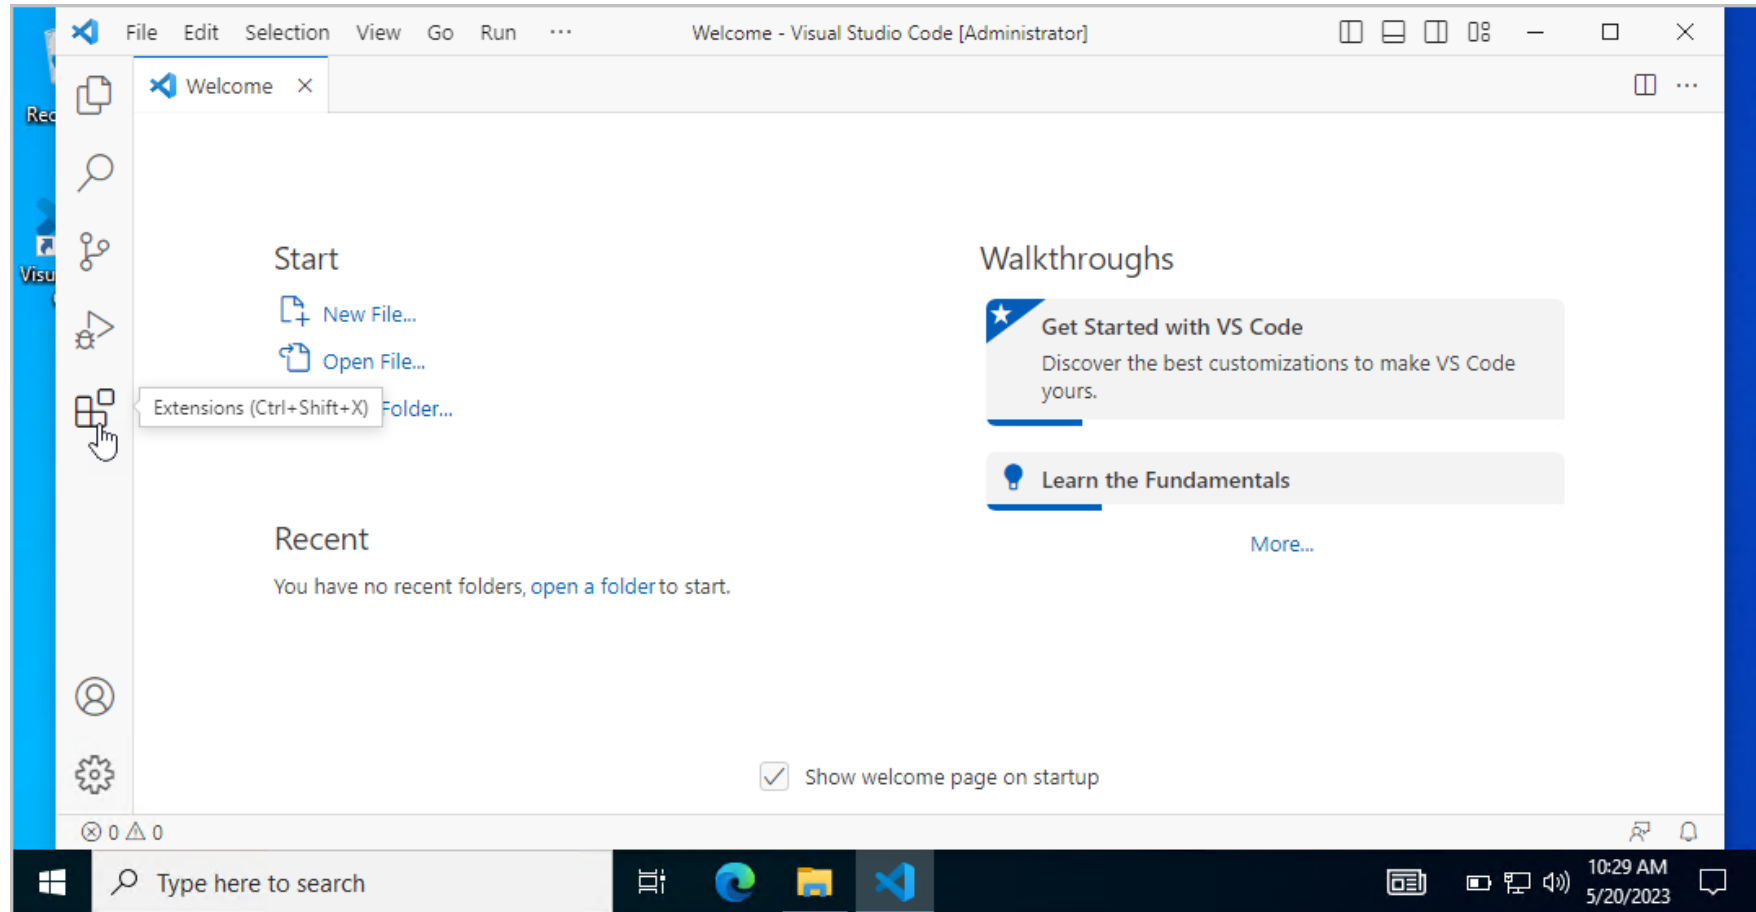 File Edit Selection View Go Run ···
Welcome - Visual Studio Code [Administrator]
Welcome
Start
New File...
Open File...
Extensions (Ctrl+Shift+X)
Folder...
Recent
You have no recent folders, open a folder to start.
Walkthroughs
Get Started with VS Code
Discover the best customizations to make VS Code
yours.
Learn the Fundamentals
More...
Show welcome page on startup
0 0
Rec
Visu
Type here to search
10:29 AM
5/20/2023